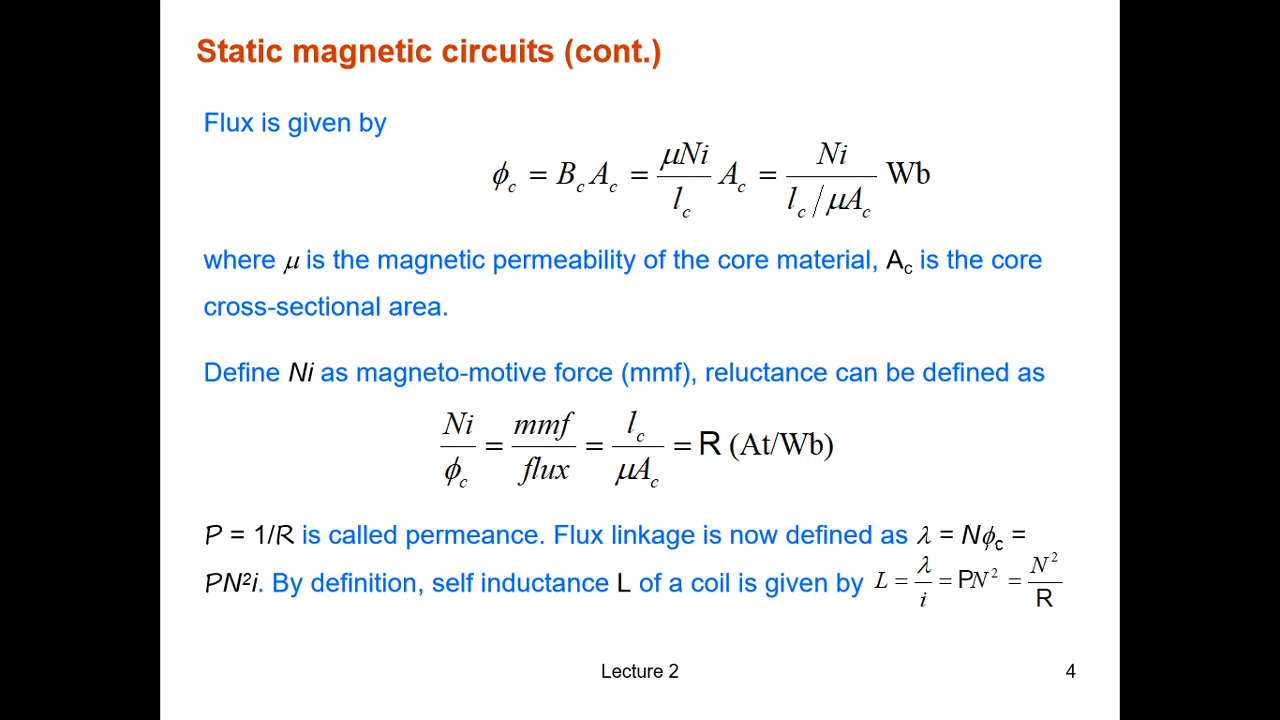 Static magnetic circuits (cont.)
Flux is given by
ϕc = BcAc = μNi/lc Ac = Ni/(lc/μAc) Wb
where μ is the magnetic permeability of the core material, Ac is the core
cross-sectional area.
Define Ni as magneto-motive force (mmf), reluctance can be defined as
Ni/ϕc = mmf/flux = lc/μAc = R (At/Wb)
P = 1/R is called permeance. Flux linkage is now defined as λ = Nϕc =
PN²i. By definition, self inductance L of a coil is given by L = λ/i = PN² = N²/R
Lecture 2
4